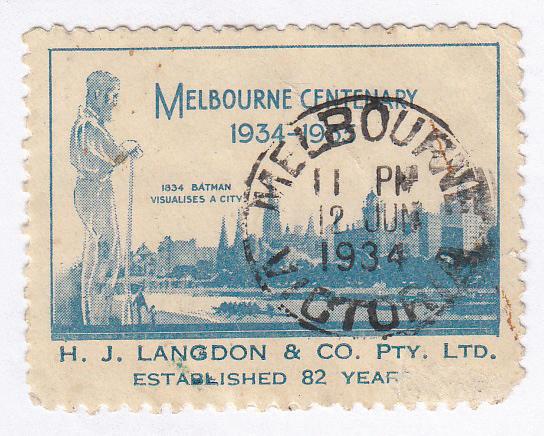 MELBOURNE CENTENARY
1934-1935
1834 BATMAN
VISUALISES A CITY
MELBOURNE
11 PM
12 JUN
1934
VICTORIA
H. J. LANGDON & CO. PTY. LTD.
ESTABLISHED 82 YEAR